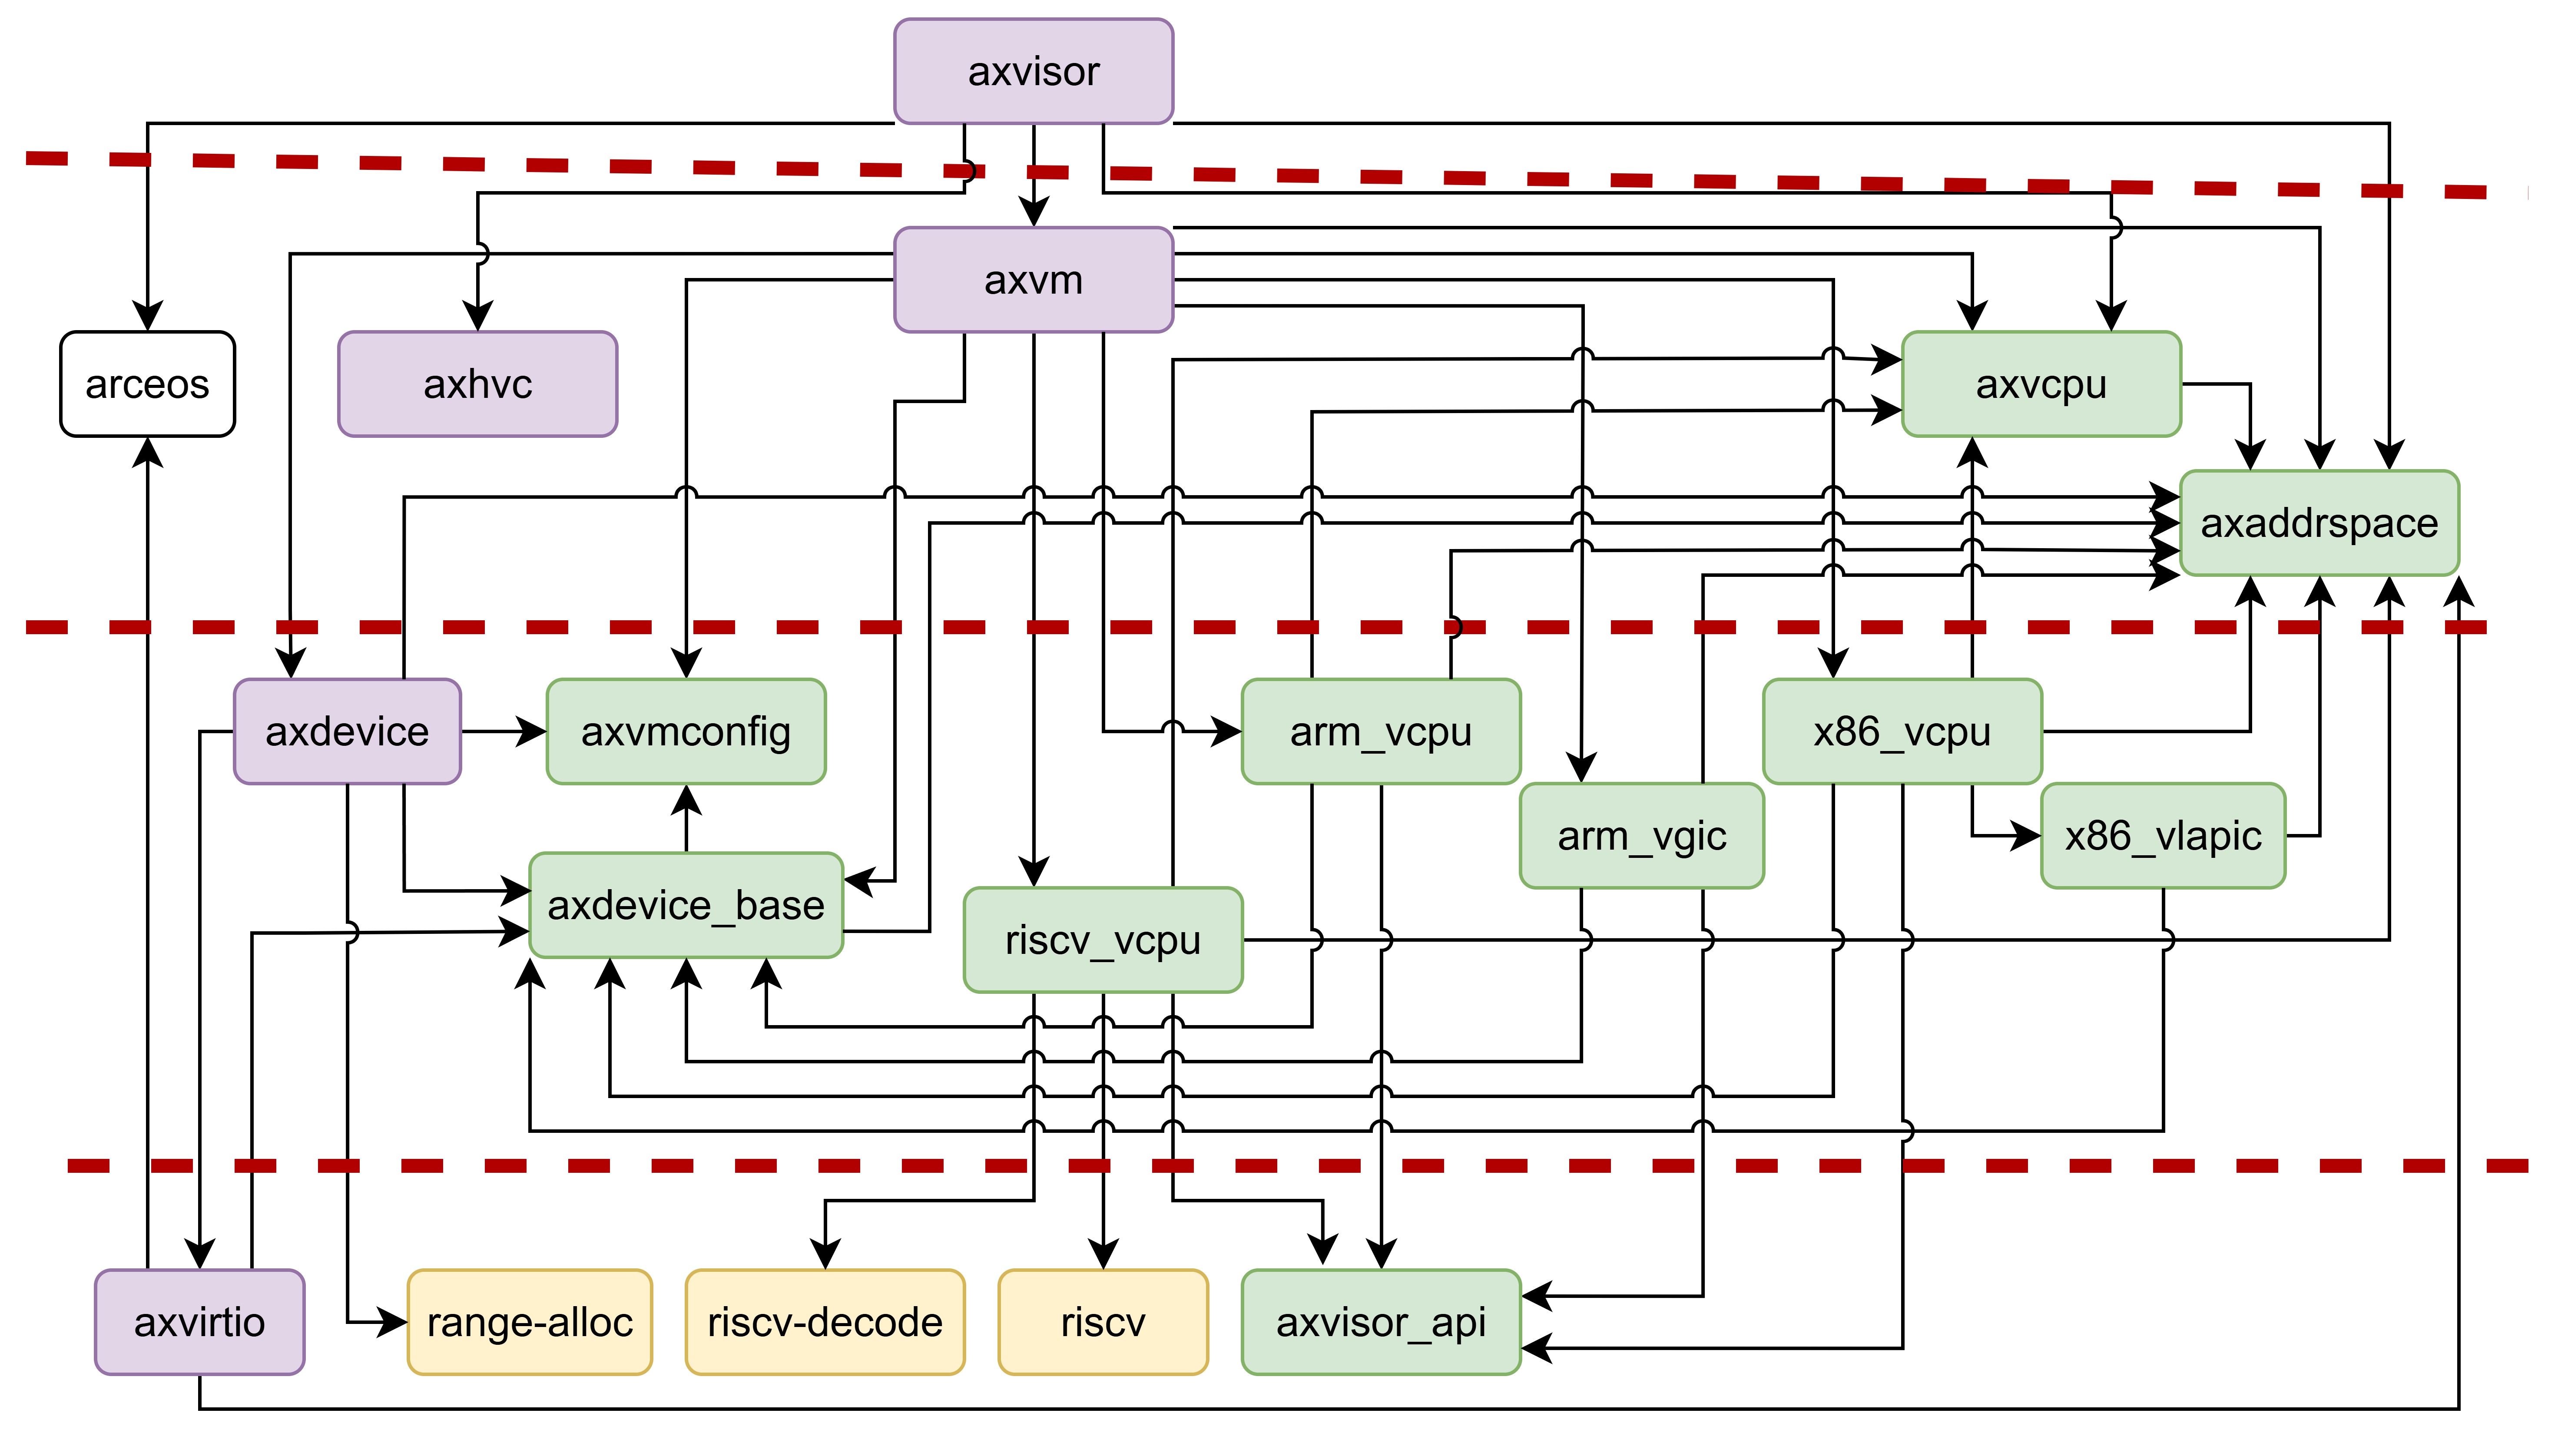 axvisor
axvm
arceos
axhvc
axvcpu
axaddrspace
axdevice
axvmconfig
arm_vcpu
x86_vcpu
arm_vgic
x86_vlapic
axdevice_base
riscv_vcpu
axvirtio
range-alloc
riscv-decode
riscv
axvisor_api